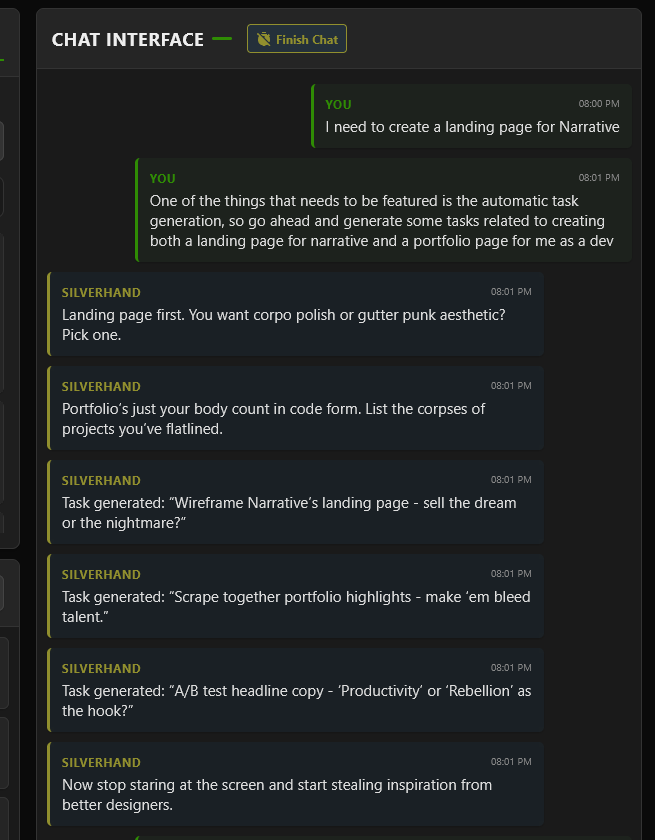 CHAT INTERFACE
Finish Chat
YOU
08:00 PM
I need to create a landing page for Narrative
YOU
08:01 PM
One of the things that needs to be featured is the automatic task
generation, so go ahead and generate some tasks related to creating
both a landing page for narrative and a portfolio page for me as a dev
SILVERHAND
08:01 PM
Landing page first. You want corpo polish or gutter punk aesthetic?
Pick one.
SILVERHAND
08:01 PM
Portfolio’s just your body count in code form. List the corpses of
projects you’ve flatlined.
SILVERHAND
08:01 PM
Task generated: “Wireframe Narrative’s landing page - sell the dream
or the nightmare?”
SILVERHAND
08:01 PM
Task generated: “Scrape together portfolio highlights - make ‘em bleed
talent.”
SILVERHAND
08:01 PM
Task generated: “A/B test headline copy - ‘Productivity’ or ‘Rebellion’ as
the hook?”
SILVERHAND
08:01 PM
Now stop staring at the screen and start stealing inspiration from
better designers.